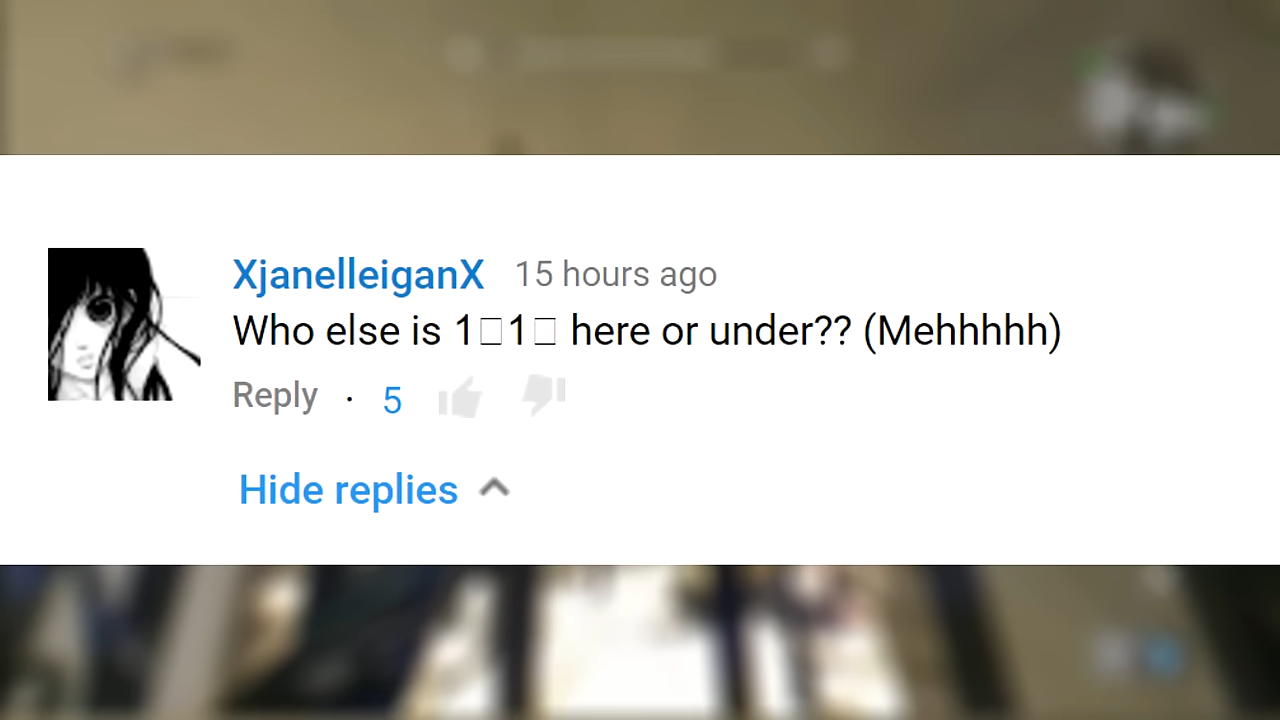 XjanelleiganX 15 hours ago
Who else is 1□1□ here or under?? (Mehhhhh)
Reply · 5
Hide replies